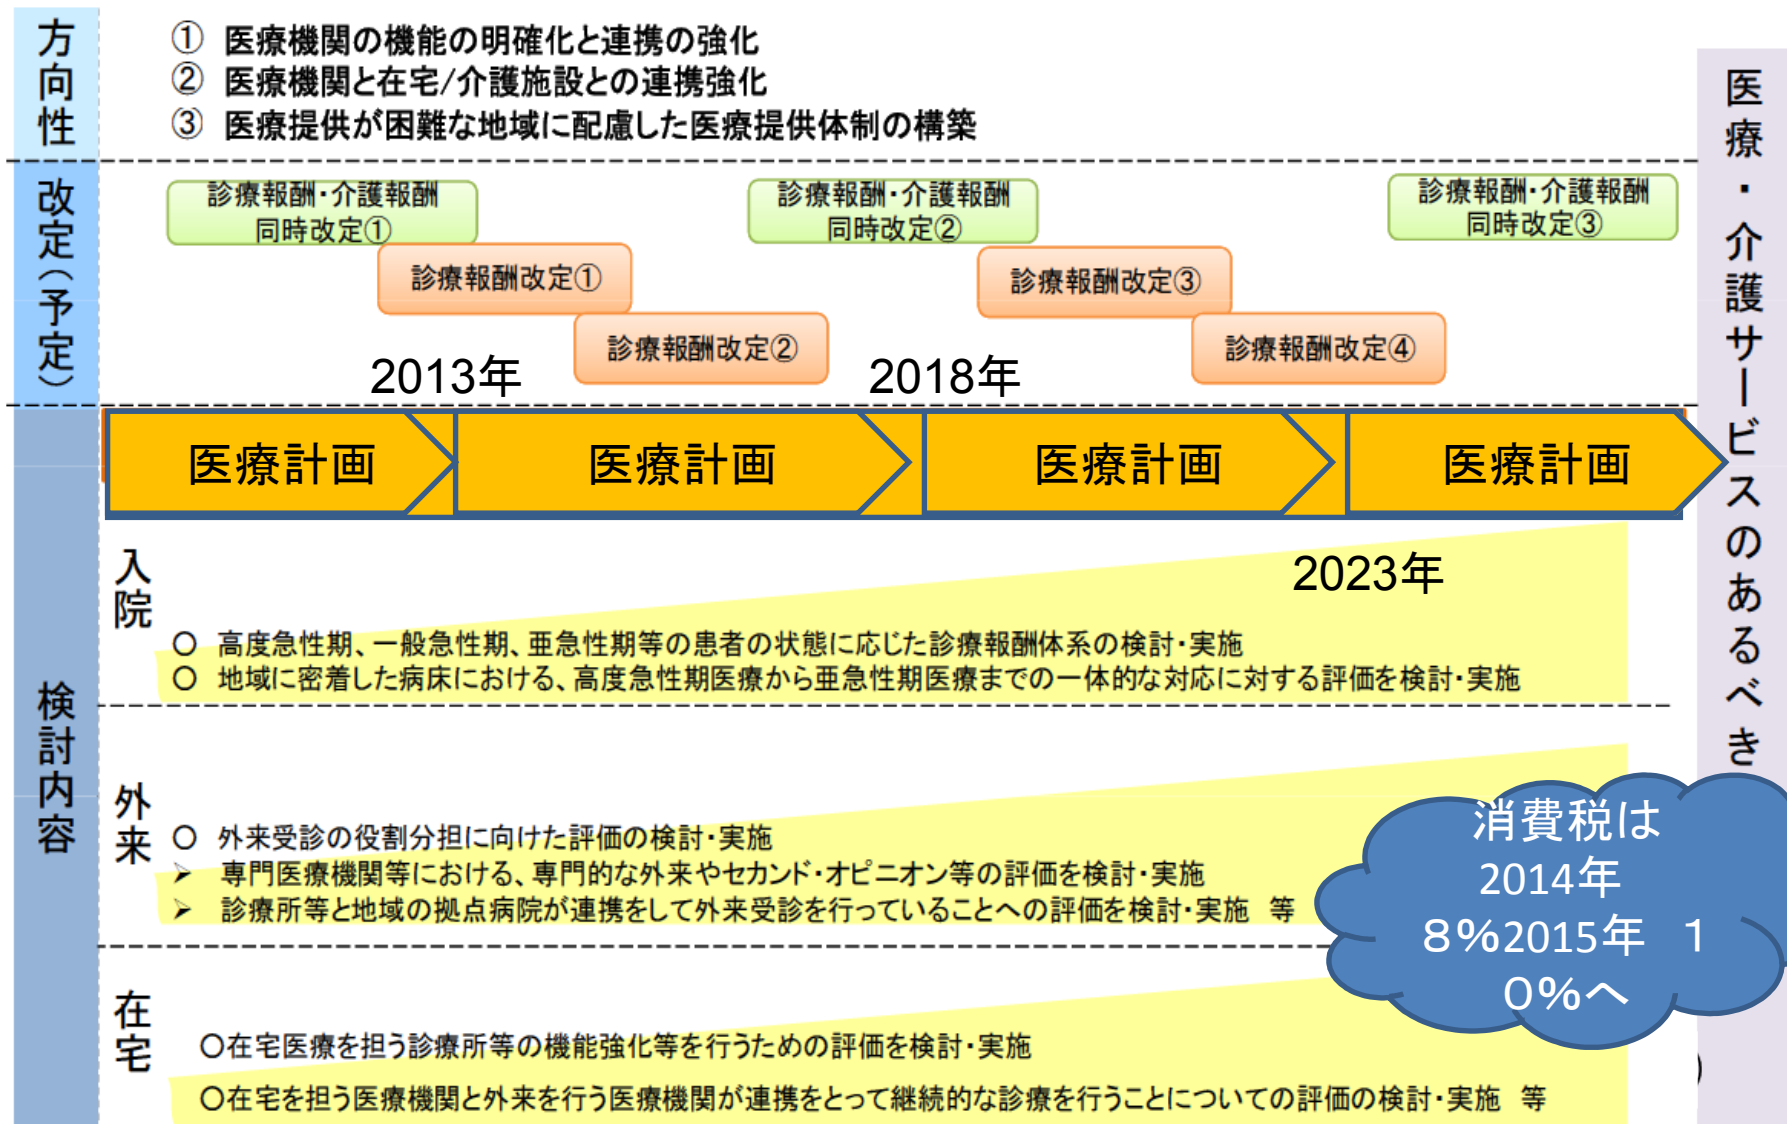 方向性
① 医療機関の機能の明確化と連携の強化
② 医療機関と在宅/介護施設との連携強化
③ 医療提供が困難な地域に配慮した医療提供体制の構築
改定(予定)
診療報酬・介護報酬
同時改定①
診療報酬・介護報酬
同時改定②
診療報酬・介護報酬
同時改定③
診療報酬改定①
診療報酬改定③
診療報酬改定②
診療報酬改定④
2013年
2018年
医療計画
医療計画
医療計画
医療計画
2023年
検討内容
入院
○ 高度急性期、一般急性期、亜急性期等の患者の状態に応じた診療報酬体系の検討・実施
○ 地域に密着した病床における、高度急性期医療から亜急性期医療までの一体的な対応に対する評価を検討・実施
外来
○ 外来受診の役割分担に向けた評価の検討・実施
➢ 専門医療機関等における、専門的な外来やセカンド・オピニオン等の評価を検討・実施
➢ 診療所等と地域の拠点病院が連携をして外来受診を行っていることへの評価を検討・実施 等
在宅
○在宅医療を担う診療所等の機能強化等を行うための評価を検討・実施
○在宅を担う医療機関と外来を行う医療機関が連携をとって継続的な診療を行うことについての評価の検討・実施 等
医療・介護サービスのあるべき
消費税は
2014年
8%2015年 1
0%へ
)